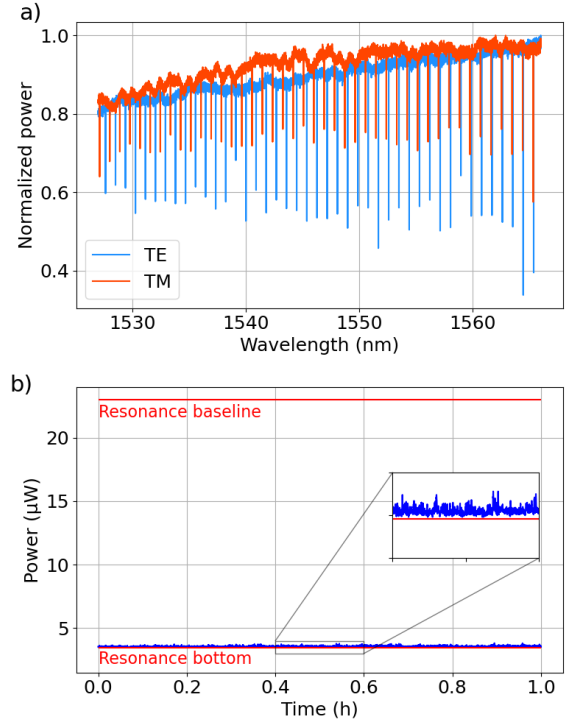 a)
1.0
0.8
0.6
0.4
Normalized power
TE
TM
1530
1540
1550
1560
Wavelength (nm)
b)
Resonance baseline
20
15
10
5
Power (μW)
Resonance bottom
0.0
0.2
0.4
0.6
0.8
1.0
Time (h)